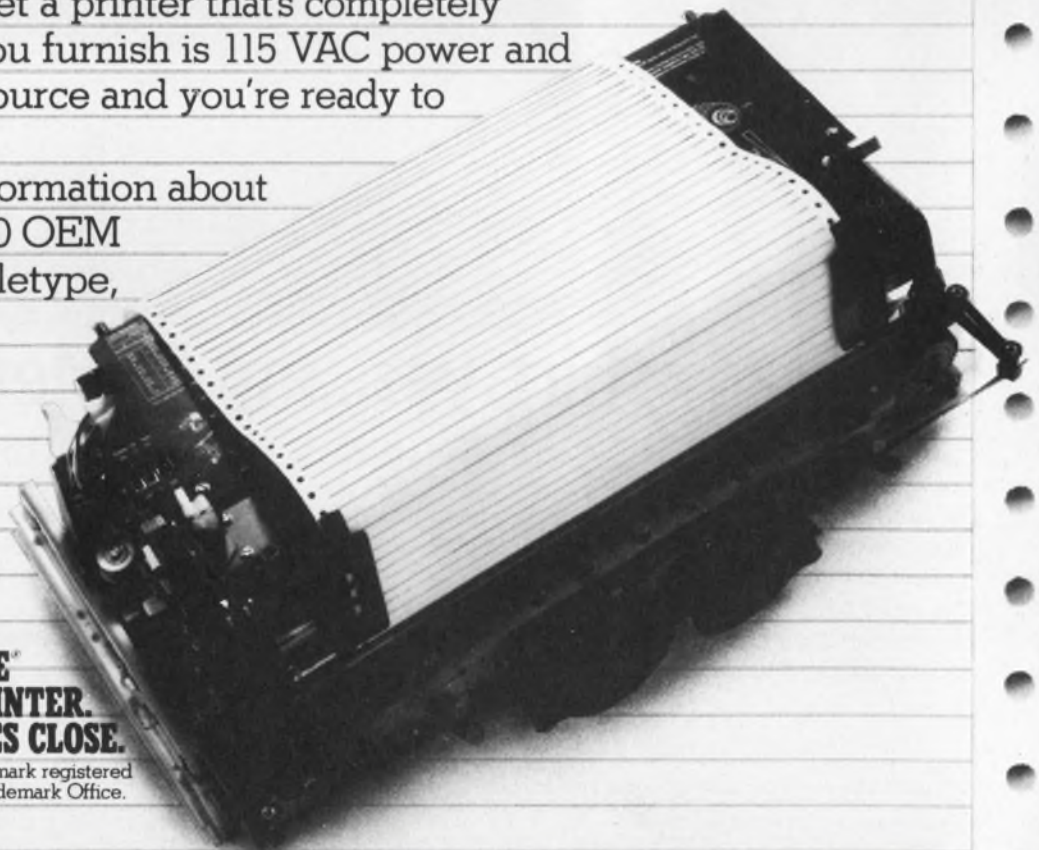 et a printer that's completely
ou furnish is 115 VAC power and
ource and you're ready to
ormation about
0 OEM
letype,
E®
INTER.
ES CLOSE.
mark registered
demark Office.